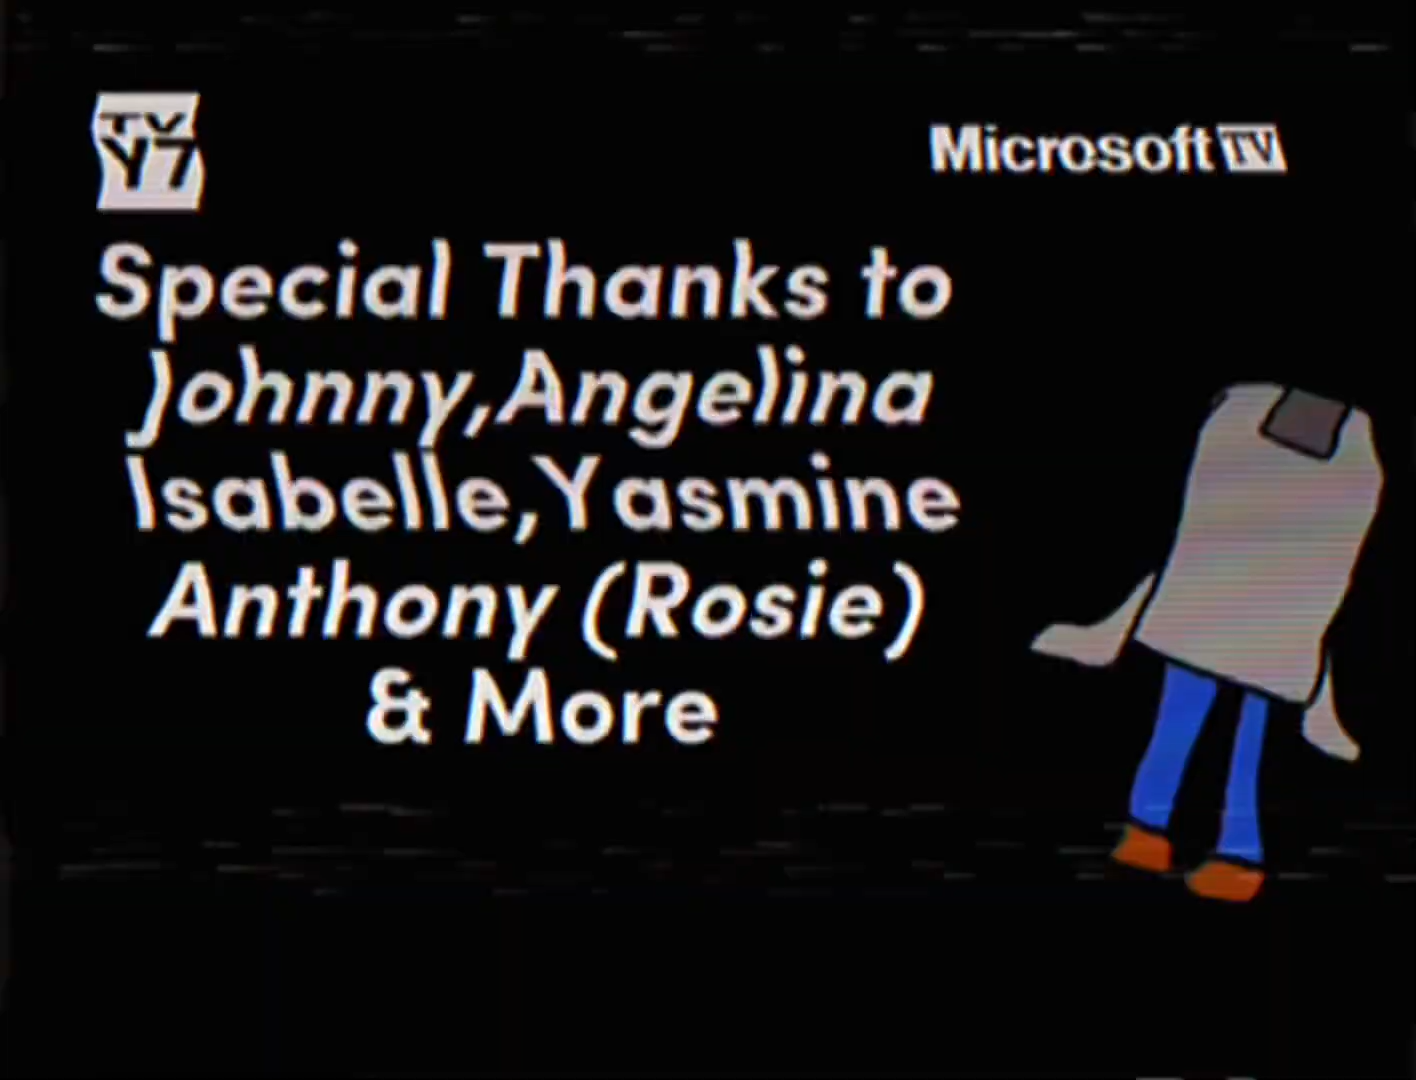 TV
Y7
Microsoft TV
Special Thanks to
Johnny,Angelina
Isabelle,Yasmine
Anthony (Rosie)
& More